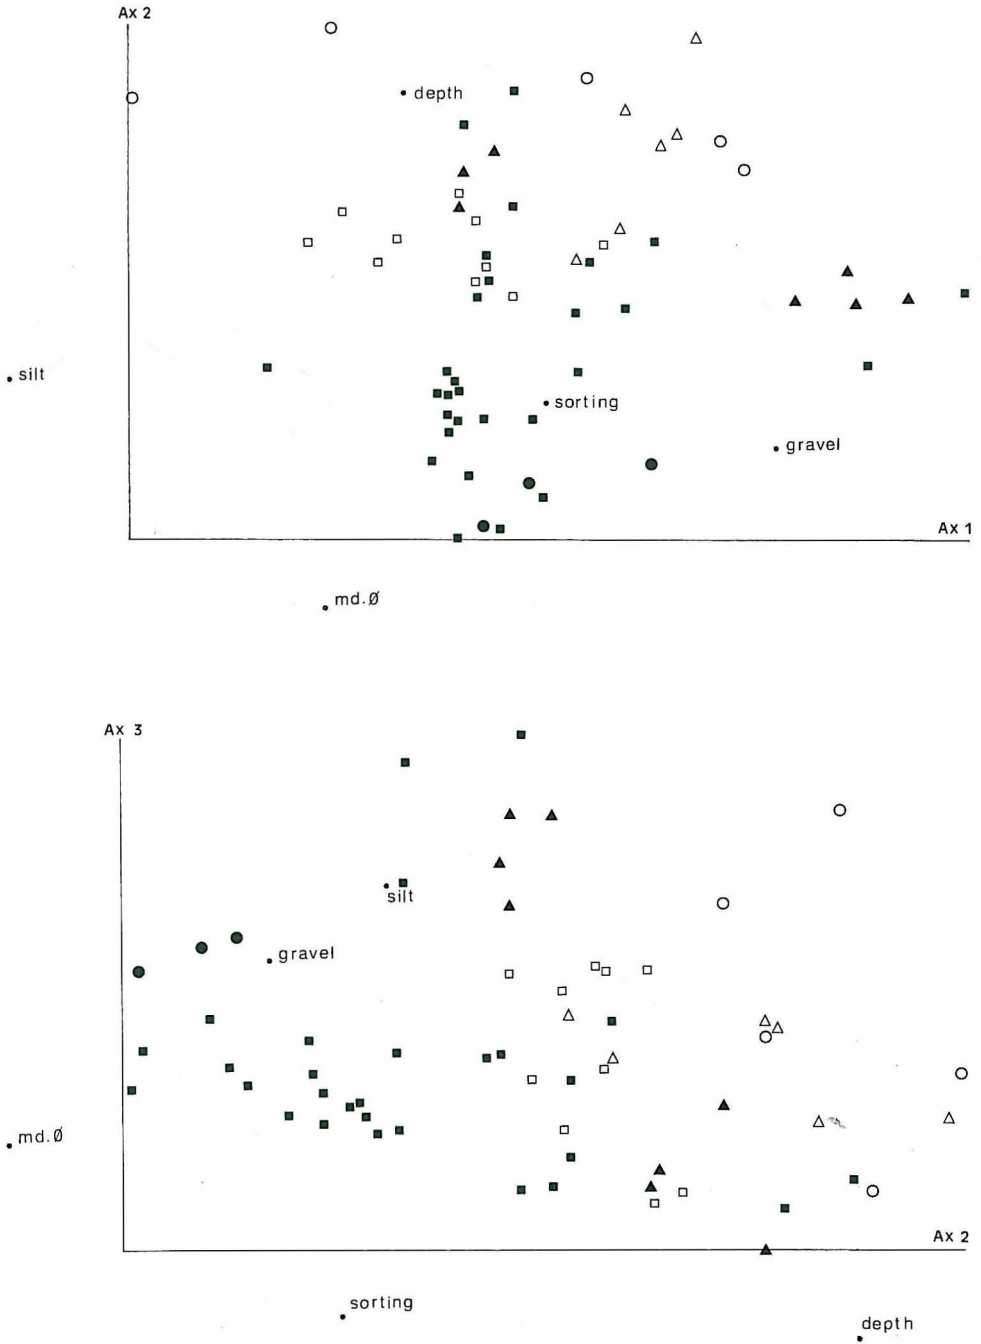 Ax 2
depth
silt
sorting
gravel
Ax 1
md.Ø
Ax 3
silt
gravel
md.Ø
Ax 2
sorting
depth